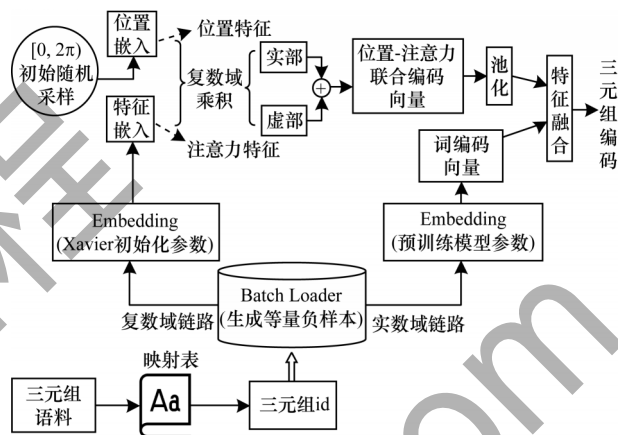 [0, 2π)
初始随机
采样
位置
嵌入
位置特征
特征
嵌入
注意力特征
复数域
乘积
实部
虚部
+
位置-注意力
联合编码
向量
池化
特征融合
三元组编码
词编码
向量
Embedding
(Xavier初始化参数)
Embedding
(预训练模型参数)
Batch Loader
(生成等量负样本)
复数域链路
实数域链路
映射表
三元组
语料
Aa
三元组id
程
om